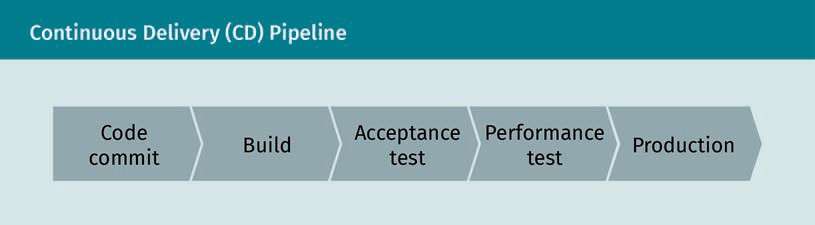 Continuous Delivery (CD) Pipeline
Code
commit
Build
Acceptance
test
Performance
test
Production